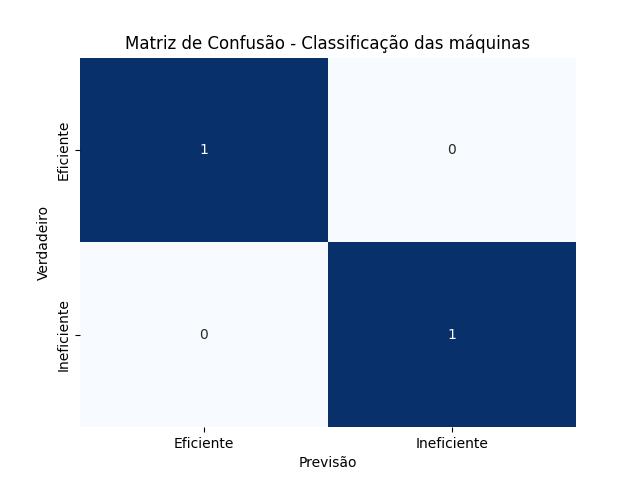 Matriz de Confusão - Classificação das máquinas
Eficiente
1
0
Verdadeiro
Ineficiente
0
1
Eficiente
Ineficiente
Previsão